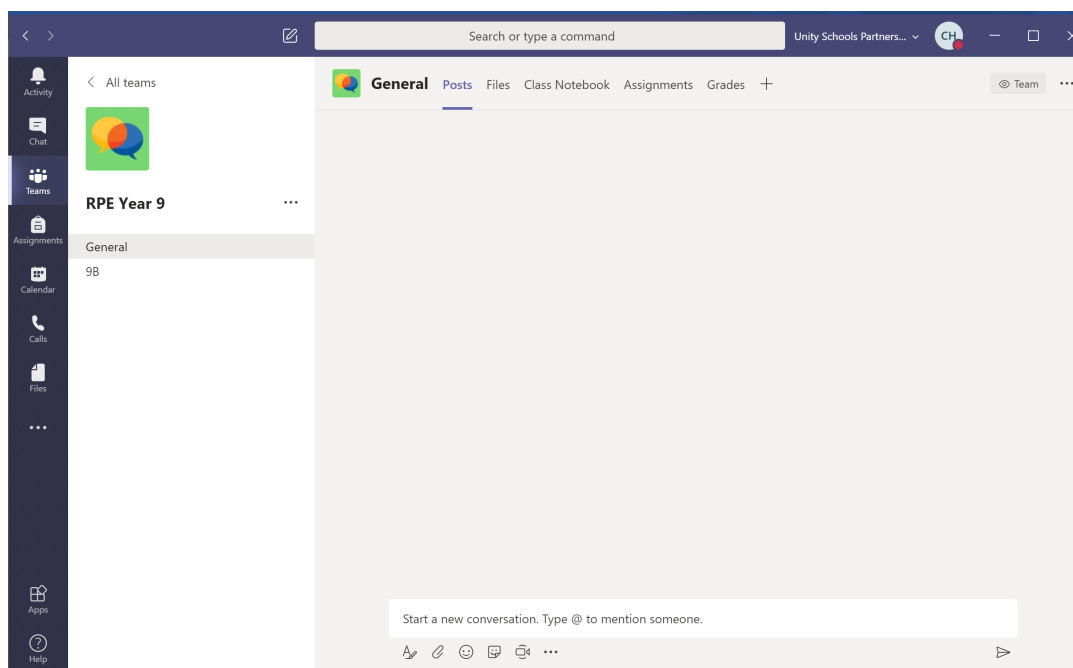 Search or type a command
Unity Schools Partners...
CH
Activity
Chat
Teams
Assignments
Calendar
Calls
Files
Apps
Help
All teams
RPE Year 9
General
9B
General Posts Files Class Notebook Assignments Grades
Team
Start a new conversation. Type @ to mention someone.